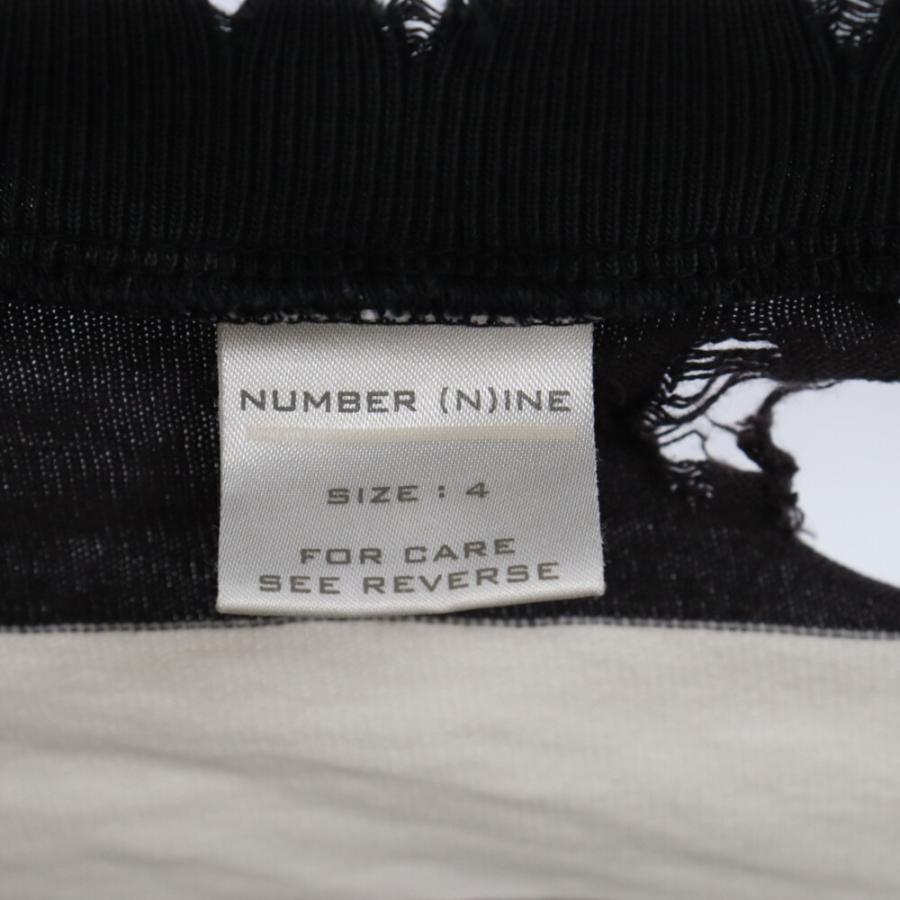 NUMBER (N)INE
SIZE : 4
FOR CARE
SEE REVERSE